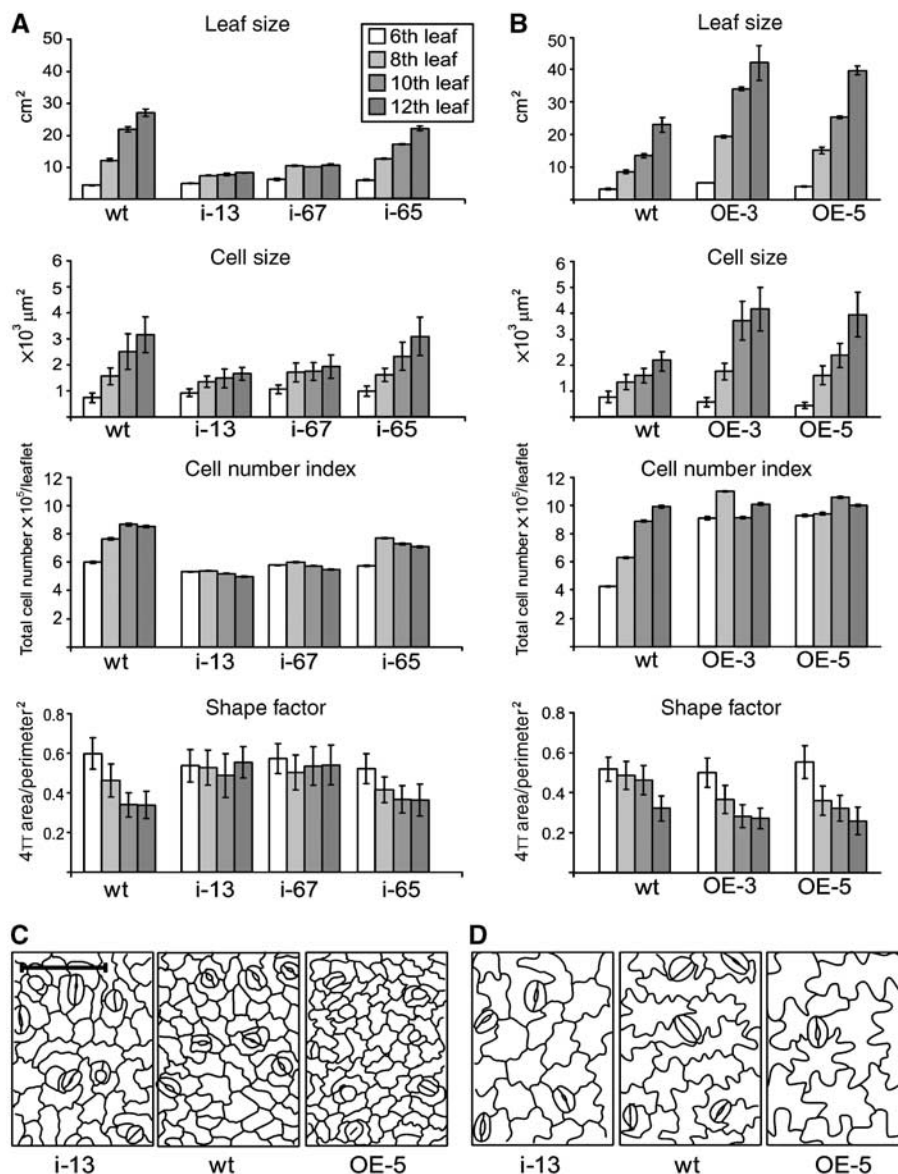 A
Leaf size
cm²
50
40
30
20
10
wt
i-13
i-67
i-65
6th leaf
8th leaf
10th leaf
12th leaf
B
Leaf size
cm²
50
40
30
20
10
wt
OE-3
OE-5
Cell size
×10³ µm²
6
5
4
3
2
1
wt
i-13
i-67
i-65
Cell size
×10³ µm²
6
5
4
3
2
1
wt
OE-3
OE-5
Cell number index
Total cell number ×10⁵/leaflet
12
10
8
6
4
2
wt
i-13
i-67
i-65
Cell number index
Total cell number ×10⁵/leaflet
12
10
8
6
4
2
wt
OE-3
OE-5
Shape factor
4π area/perimeter²
0.8
0.6
0.4
0.2
wt
i-13
i-67
i-65
Shape factor
4π area/perimeter²
0.8
0.6
0.4
0.2
wt
OE-3
OE-5
C
i-13
wt
OE-5
D
i-13
wt
OE-5